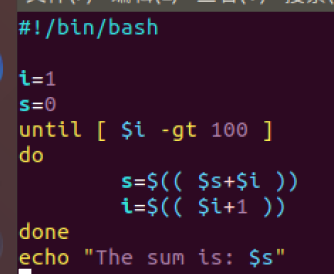 #!/bin/bash
i=1
s=0
until [ $i -gt 100 ]
do
        s=$(( $s+$i ))
        i=$(( $i+1 ))
done
echo "The sum is: $s"